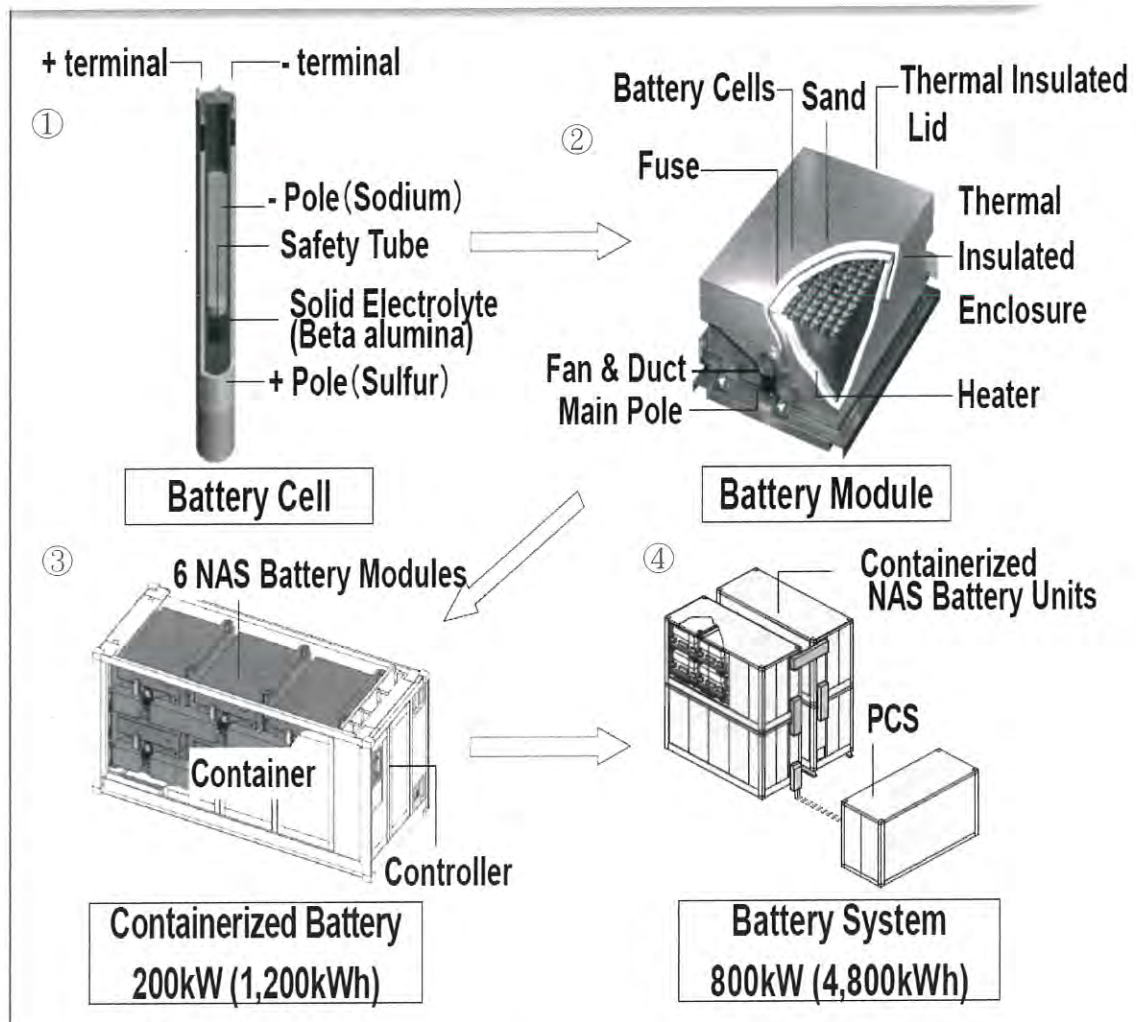 ①
+ terminal
- terminal
- Pole(Sodium)
Safety Tube
Solid Electrolyte
(Beta alumina)
+ Pole(Sulfur)
Battery Cell
②
Battery Cells
Sand
Thermal Insulated
Lid
Fuse
Thermal
Insulated
Enclosure
Fan & Duct
Main Pole
Heater
Battery Module
③
6 NAS Battery Modules
Container
Controller
Containerized Battery
200kW (1,200kWh)
④
Containerized
NAS Battery Units
PCS
Battery System
800kW (4,800kWh)